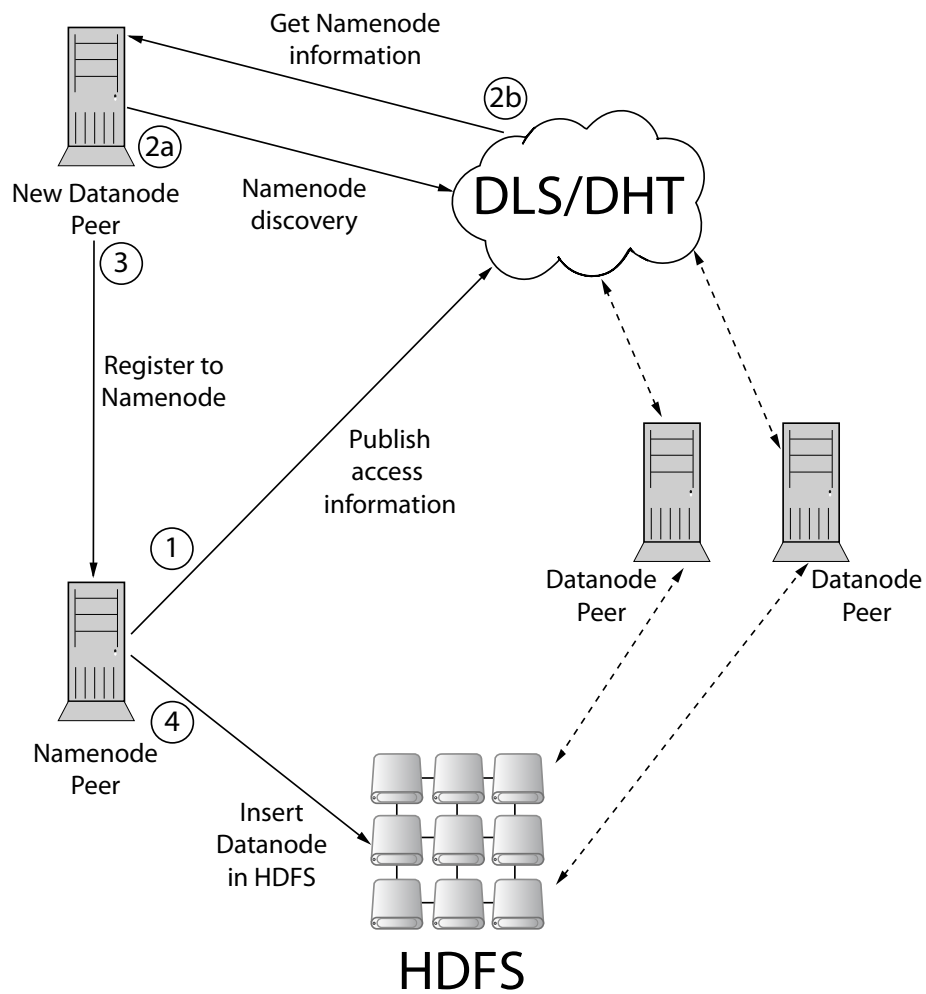 Get Namenode
information
2b
2a
New Datanode
Peer
Namenode
discovery
DLS/DHT
3
Register to
Namenode
Publish
access
information
1
Datanode
Peer
Datanode
Peer
4
Namenode
Peer
Insert
Datanode
in HDFS
HDFS